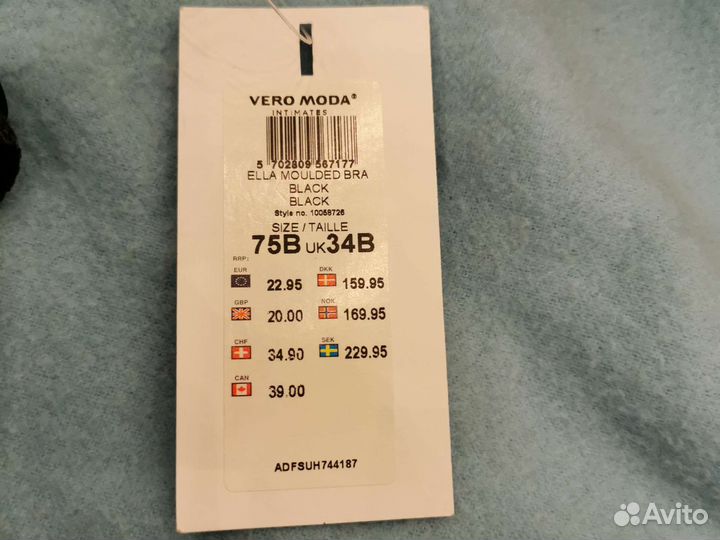 VERO MODA®
INTIMATES
5 702809 567177
ELLA MOULDED BRA
BLACK
BLACK
Style no. 10058726
SIZE / TAILLE
75B UK 34B
RRP:
EUR 22.95 DKK 159.95
GBP 20.00 NOK 169.95
CHF 34.90 SEK 229.95
CAN 39.00
ADFSUH744187
Avito